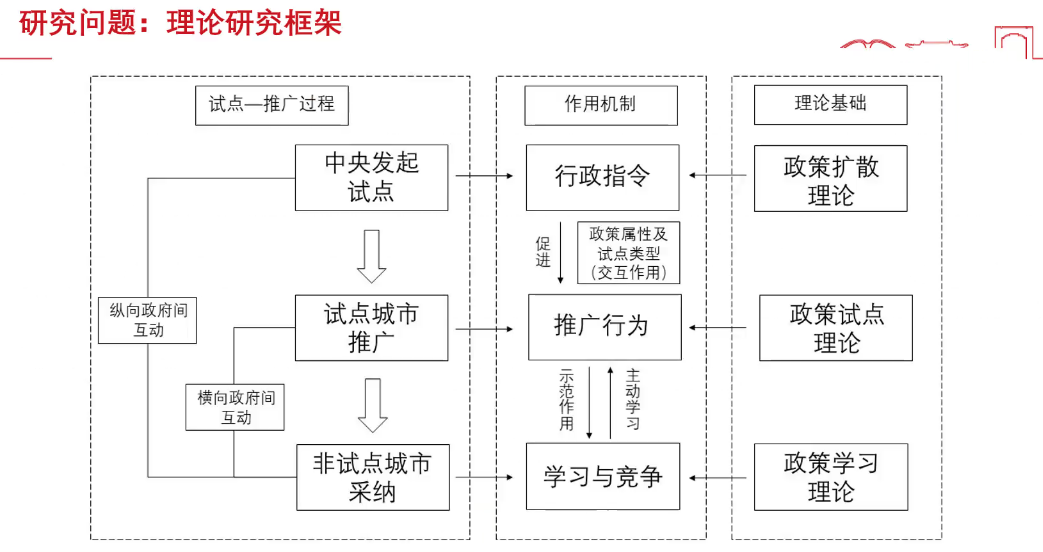 研究问题：理论研究框架
试点—推广过程
作用机制
理论基础
中央发起
试点
行政指令
政策扩散
理论
促进
政策属性及
试点类型
（交互作用）
纵向政府间
互动
试点城市
推广
推广行为
政策试点
理论
横向政府间
互动
示范作用
主动学习
非试点城市
采纳
学习与竞争
政策学习
理论